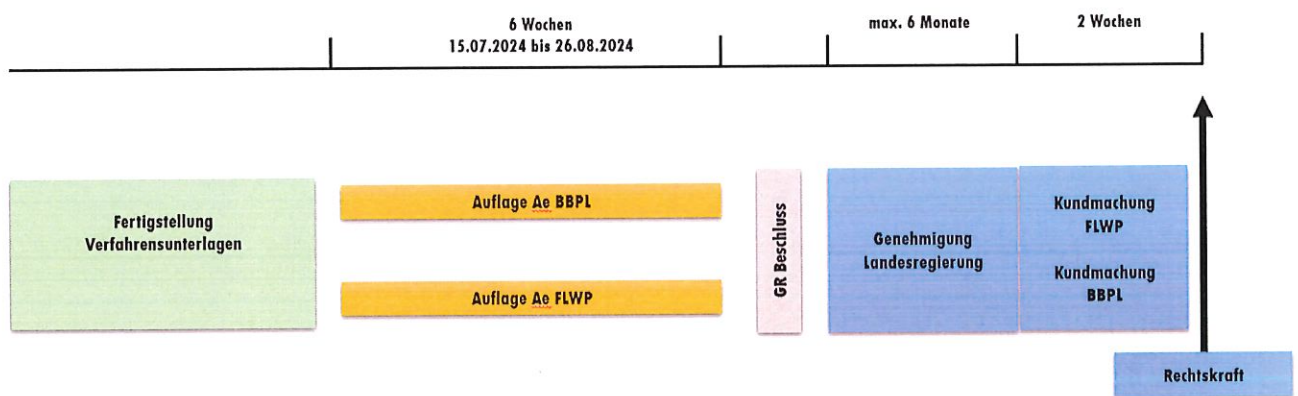 6 Wochen
15.07.2024 bis 26.08.2024
max. 6 Monate
2 Wochen
Fertigstellung
Verfahrensunterlagen
Auflage Ae BBPL
Auflage Ae FLWP
GR Beschluss
Genehmigung
Landesregierung
Kundmachung
FLWP
Kundmachung
BBPL
Rechtskraft